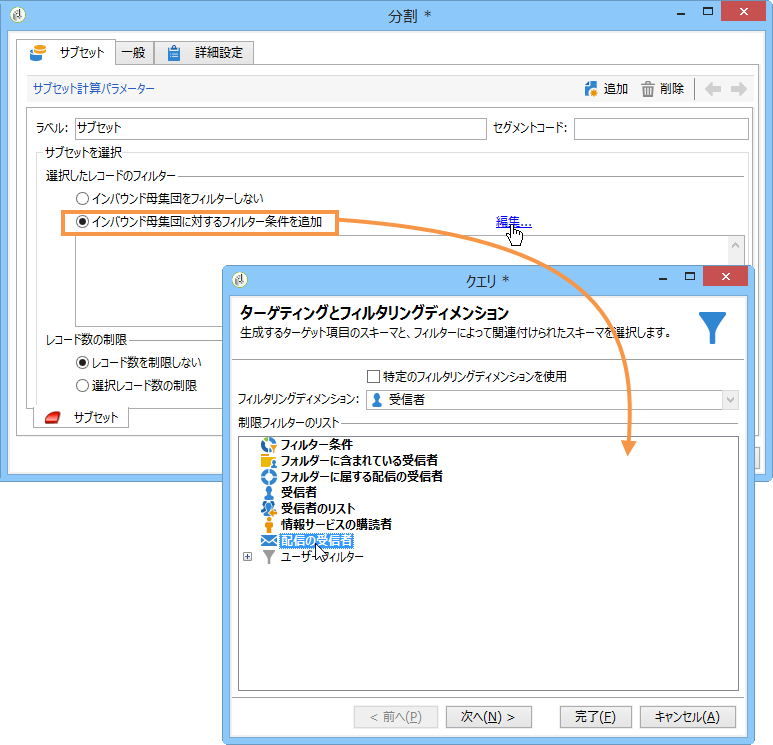 分割 *
サブセット 一般 詳細設定
サブセット計算パラメーター 追加 削除
ラベル: サブセット セグメントコード:
サブセットを選択
選択したレコードのフィルター
インバウンド母集団をフィルターしない
インバウンド母集団に対するフィルター条件を追加 編集...
レコード数の制限
レコード数を制限しない
選択レコード数の制限
サブセット
クエリ *
ターゲティングとフィルタリングディメンション
生成するターゲット項目のスキーマと、フィルターによって関連付けられたスキーマを選択します。
特定のフィルタリングディメンションを使用
フィルタリングディメンション: 受信者
制限フィルターのリスト
フィルター条件
フォルダーに含まれている受信者
フォルダーに属する配信の受信者
受信者
受信者のリスト
情報サービスの購読者
配信の受信者
ユーザーフィルター
< 前へ(P) 次へ(N) > 完了(F) キャンセル(A)